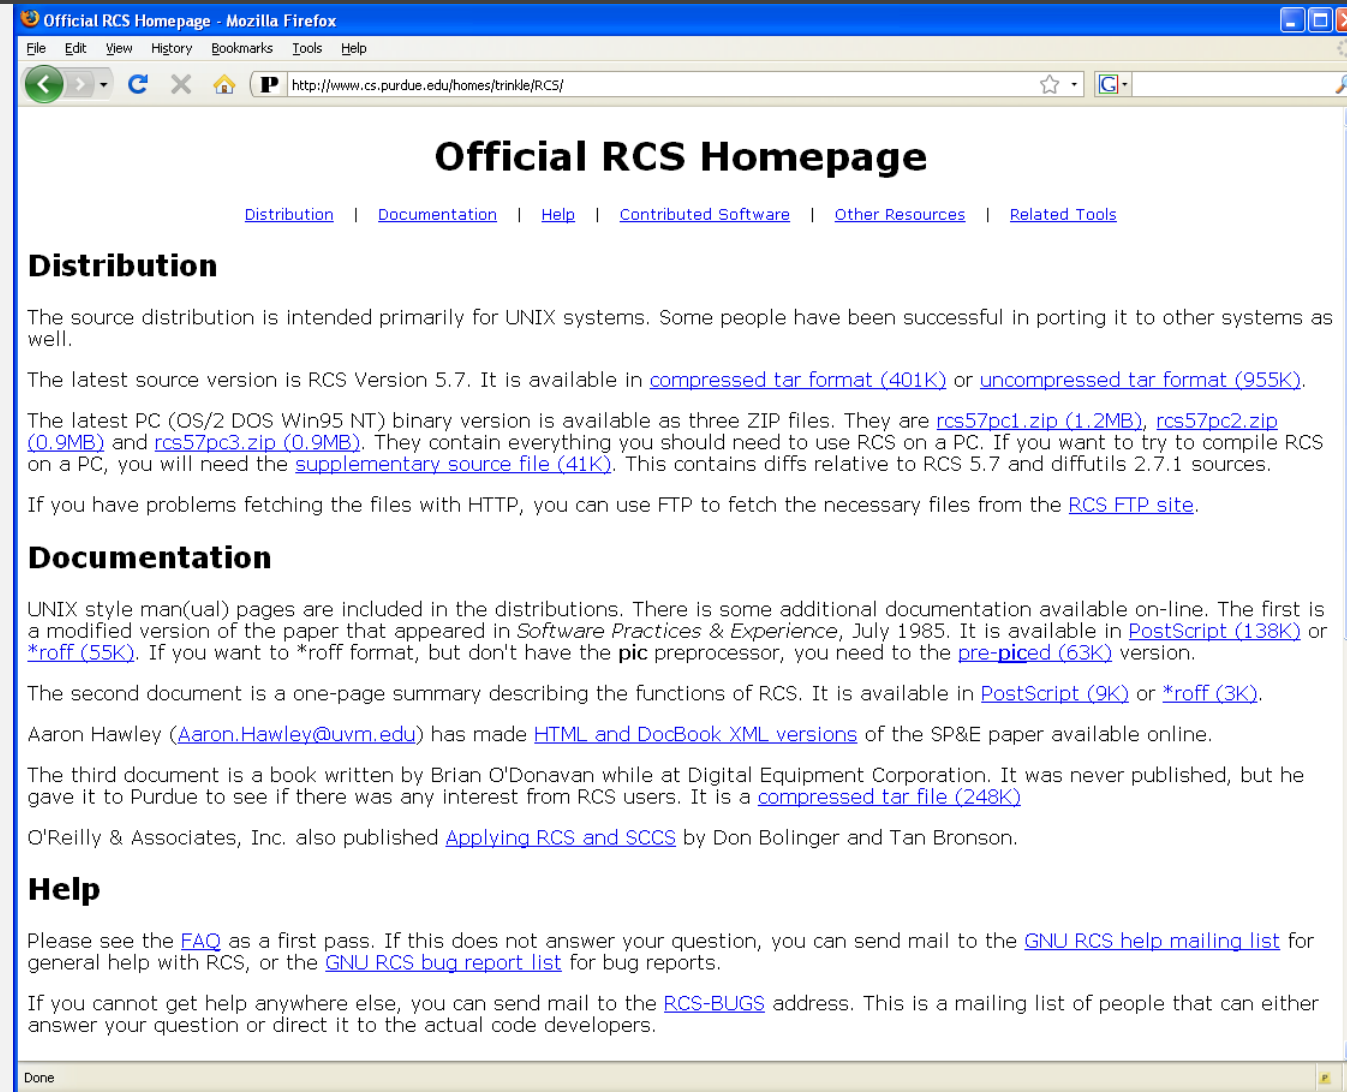 Official RCS Homepage - Mozilla Firefox
File Edit View History Bookmarks Tools Help
P http://www.cs.purdue.edu/homes/trinkle/RCS/ G
Official RCS Homepage
Distribution | Documentation | Help | Contributed Software | Other Resources | Related Tools
Distribution
The source distribution is intended primarily for UNIX systems. Some people have been successful in porting it to other systems as
well.
The latest source version is RCS Version 5.7. It is available in compressed tar format (401K) or uncompressed tar format (955K).
The latest PC (OS/2 DOS Win95 NT) binary version is available as three ZIP files. They are rcs57pc1.zip (1.2MB), rcs57pc2.zip
(0.9MB) and rcs57pc3.zip (0.9MB). They contain everything you should need to use RCS on a PC. If you want to try to compile RCS
on a PC, you will need the supplementary source file (41K). This contains diffs relative to RCS 5.7 and diffutils 2.7.1 sources.
If you have problems fetching the files with HTTP, you can use FTP to fetch the necessary files from the RCS FTP site.
Documentation
UNIX style man(ual) pages are included in the distributions. There is some additional documentation available on-line. The first is
a modified version of the paper that appeared in Software Practices & Experience, July 1985. It is available in PostScript (138K) or
*roff (55K). If you want to *roff format, but don't have the pic preprocessor, you need to the pre-piced (63K) version.
The second document is a one-page summary describing the functions of RCS. It is available in PostScript (9K) or *roff (3K).
Aaron Hawley (Aaron.Hawley@uvm.edu) has made HTML and DocBook XML versions of the SP&E paper available online.
The third document is a book written by Brian O'Donavan while at Digital Equipment Corporation. It was never published, but he
gave it to Purdue to see if there was any interest from RCS users. It is a compressed tar file (248K)
O'Reilly & Associates, Inc. also published Applying RCS and SCCS by Don Bolinger and Tan Bronson.
Help
Please see the FAQ as a first pass. If this does not answer your question, you can send mail to the GNU RCS help mailing list for
general help with RCS, or the GNU RCS bug report list for bug reports.
If you cannot get help anywhere else, you can send mail to the RCS-BUGS address. This is a mailing list of people that can either
answer your question or direct it to the actual code developers.
Done P